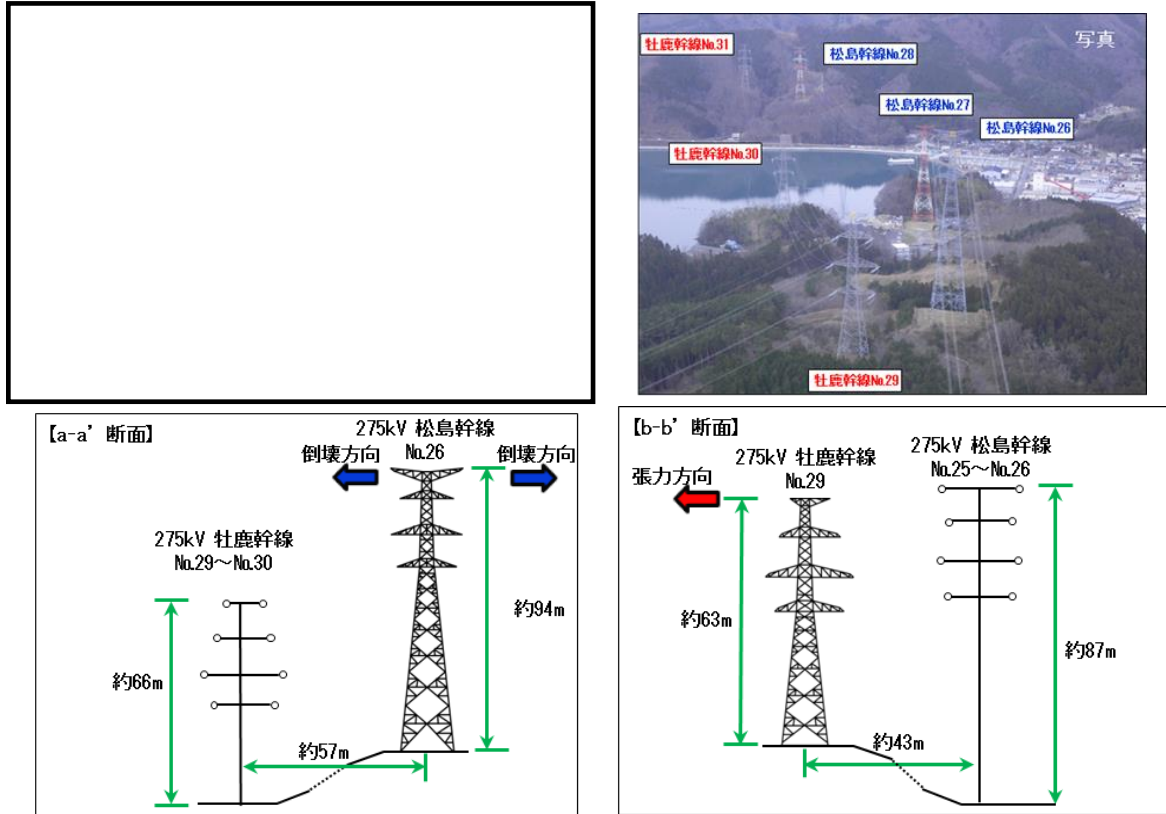 写真
牡鹿幹線No.31
松島幹線No.28
松島幹線No.27
松島幹線No.26
牡鹿幹線No.30
牡鹿幹線No.29
【a-a’断面】
275kV 松島幹線
No.26
倒壊方向
倒壊方向
275kV 牡鹿幹線
No.29～No.30
約94m
約66m
約57m
【b-b’断面】
275kV 牡鹿幹線
No.29
275kV 松島幹線
No.25～No.26
張力方向
約63m
約87m
約43m